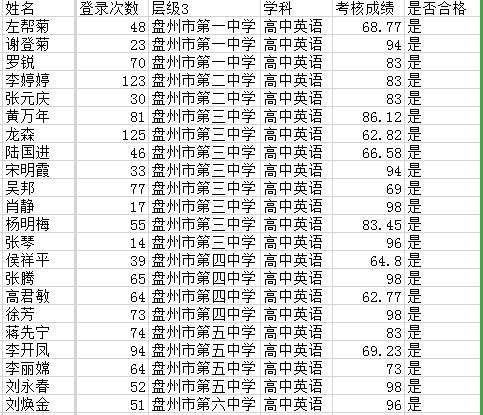 姓名 登录次数 层级3 学科 考核成绩 是否合格
左帮菊 48 盘州市第一中学 高中英语 68.77 是
谢登菊 23 盘州市第一中学 高中英语 94 是
罗锐 70 盘州市第一中学 高中英语 83 是
李婷婷 123 盘州市第二中学 高中英语 83 是
张元庆 30 盘州市第二中学 高中英语 83 是
黄万年 81 盘州市第三中学 高中英语 86.12 是
龙森 125 盘州市第三中学 高中英语 62.82 是
陆国进 46 盘州市第三中学 高中英语 66.58 是
宋明霞 33 盘州市第三中学 高中英语 94 是
吴邦 77 盘州市第三中学 高中英语 69 是
肖静 17 盘州市第三中学 高中英语 98 是
杨明梅 55 盘州市第三中学 高中英语 83.45 是
张琴 14 盘州市第三中学 高中英语 96 是
侯祥平 39 盘州市第四中学 高中英语 64.8 是
张腾 65 盘州市第四中学 高中英语 98 是
高君敏 64 盘州市第四中学 高中英语 62.77 是
徐芳 73 盘州市第四中学 高中英语 98 是
蒋先宁 74 盘州市第五中学 高中英语 83 是
李开凤 94 盘州市第五中学 高中英语 69.23 是
李丽嫦 64 盘州市第五中学 高中英语 73 是
刘永春 52 盘州市第五中学 高中英语 98 是
刘焕金 51 盘州市第六中学 高中英语 96 是